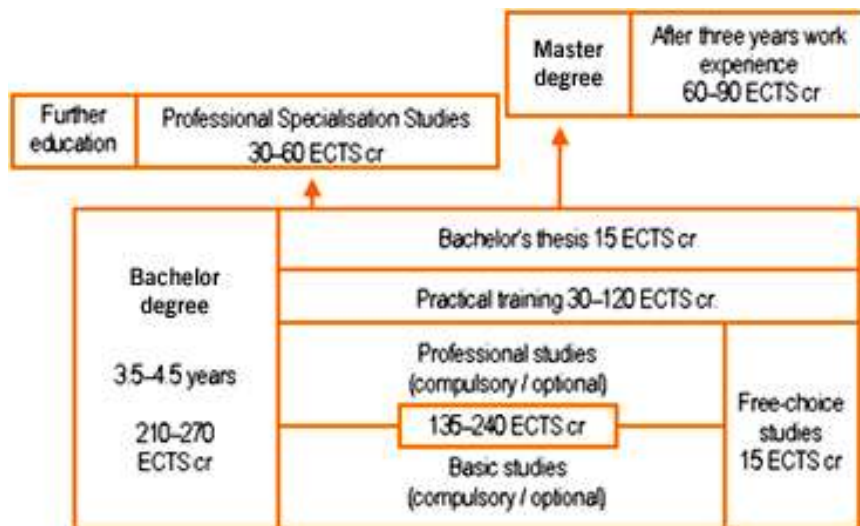 Master
degree
After three years work
experience
60–90 ECTS cr
Further
education
Professional Specialisation Studies
30–60 ECTS cr
Bachelor
degree
3.5–4.5 years
210–270
ECTS cr
Bachelor's thesis 15 ECTS cr
Practical training 30–120 ECTS cr.
Professional studies
(compulsory / optional)
135–240 ECTS cr
Basic studies
(compulsory / optional)
Free-choice
studies
15 ECTS cr